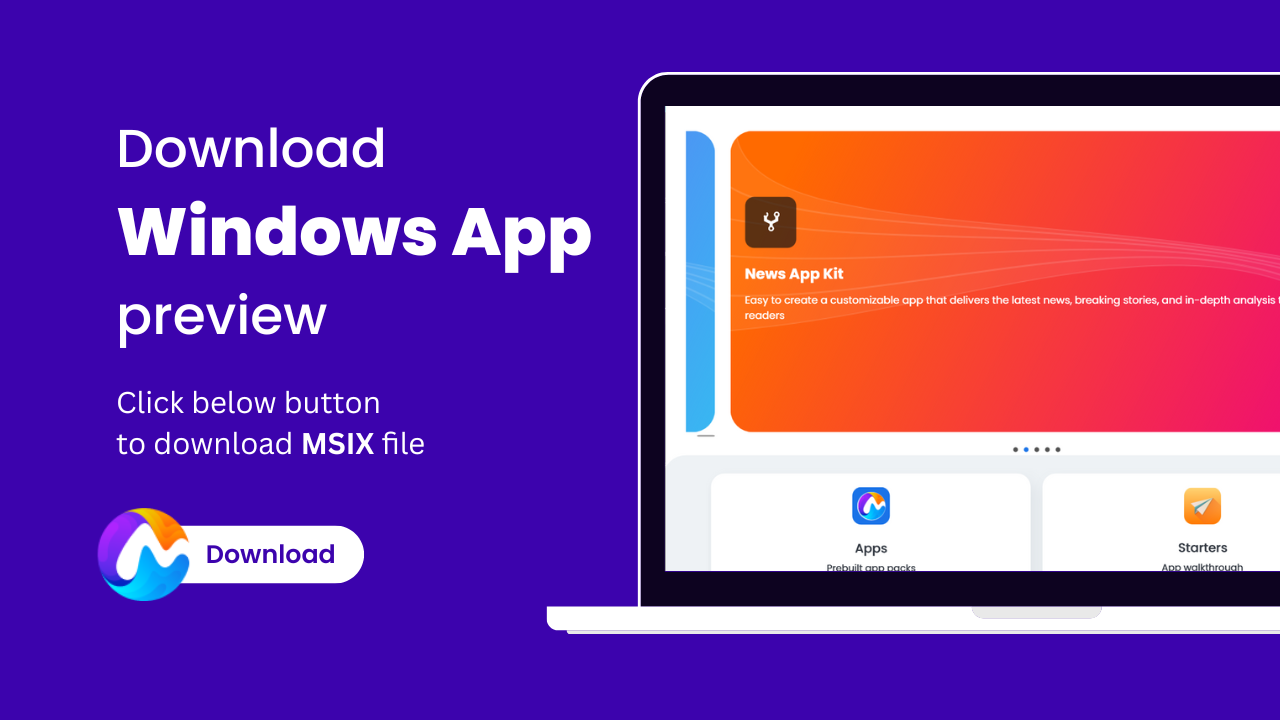 Download
Windows App
preview
Click below button
to download MSIX file
Download
News App Kit
Easy to create a customizable app that delivers the latest news, breaking stories, and in-depth analysis
readers
Apps
Prebuilt app packs
Starters
App walkthrough